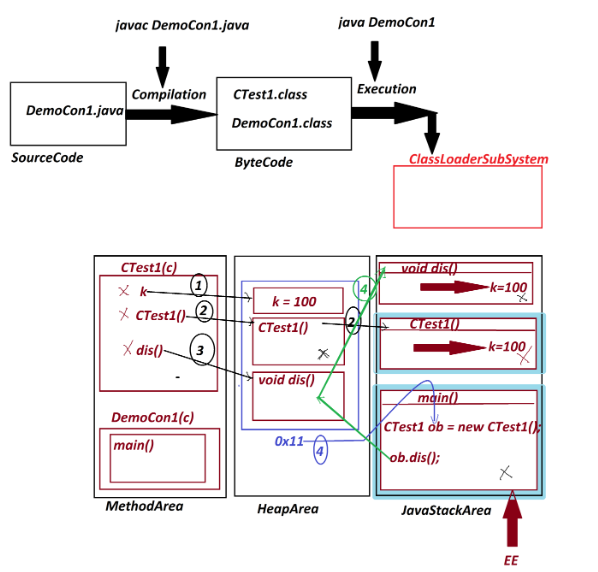 javac DemoCon1.java
java DemoCon1
Compilation
Execution
DemoCon1.java
CTest1.class
DemoCon1.class
SourceCode
ByteCode
ClassLoaderSubSystem
CTest1(c)
k
1
CTest1()
2
dis()
3
-
DemoCon1(c)
main()
MethodArea
k = 100
CTest1()
2
void dis()
4
0x11
4
HeapArea
void dis()
k=100
CTest1()
k=100
main()
CTest1 ob = new CTest1();
ob.dis();
JavaStackArea
EE